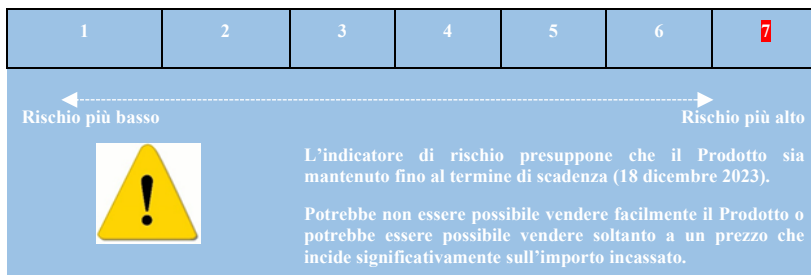 1 2 3 4 5 6 7
Rischio più basso Rischio più alto
L'indicatore di rischio presuppone che il Prodotto sia
mantenuto fino al termine di scadenza (18 dicembre 2023).
Potrebbe non essere possibile vendere facilmente il Prodotto o
potrebbe essere possibile vendere soltanto a un prezzo che
incide significativamente sull'importo incassato.